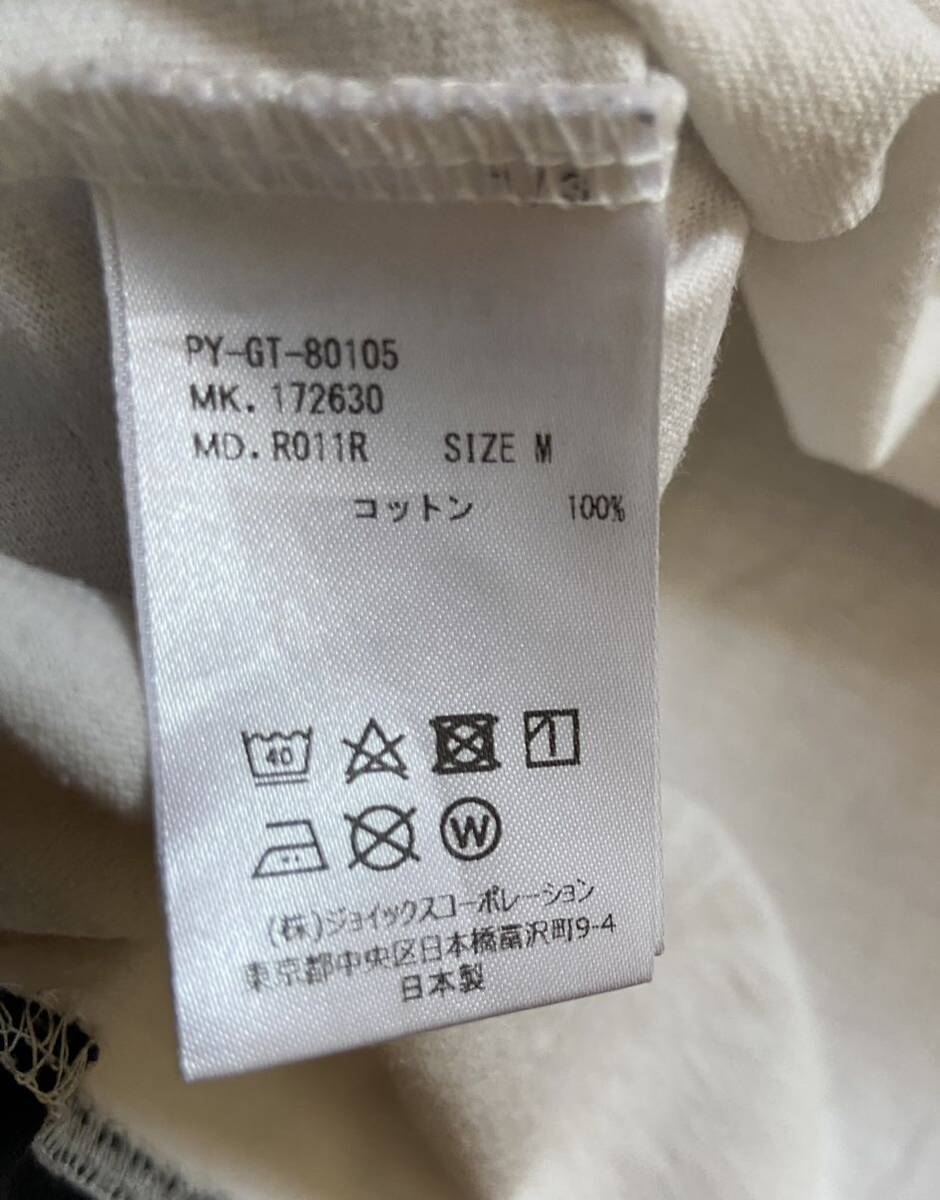 PY-GT-80105
MK. 172630
MD. R011R SIZE M
コットン 100%
40
W
(株)ジョイックスコーポレーション
東京都中央区日本橋富沢町9-4
日本製